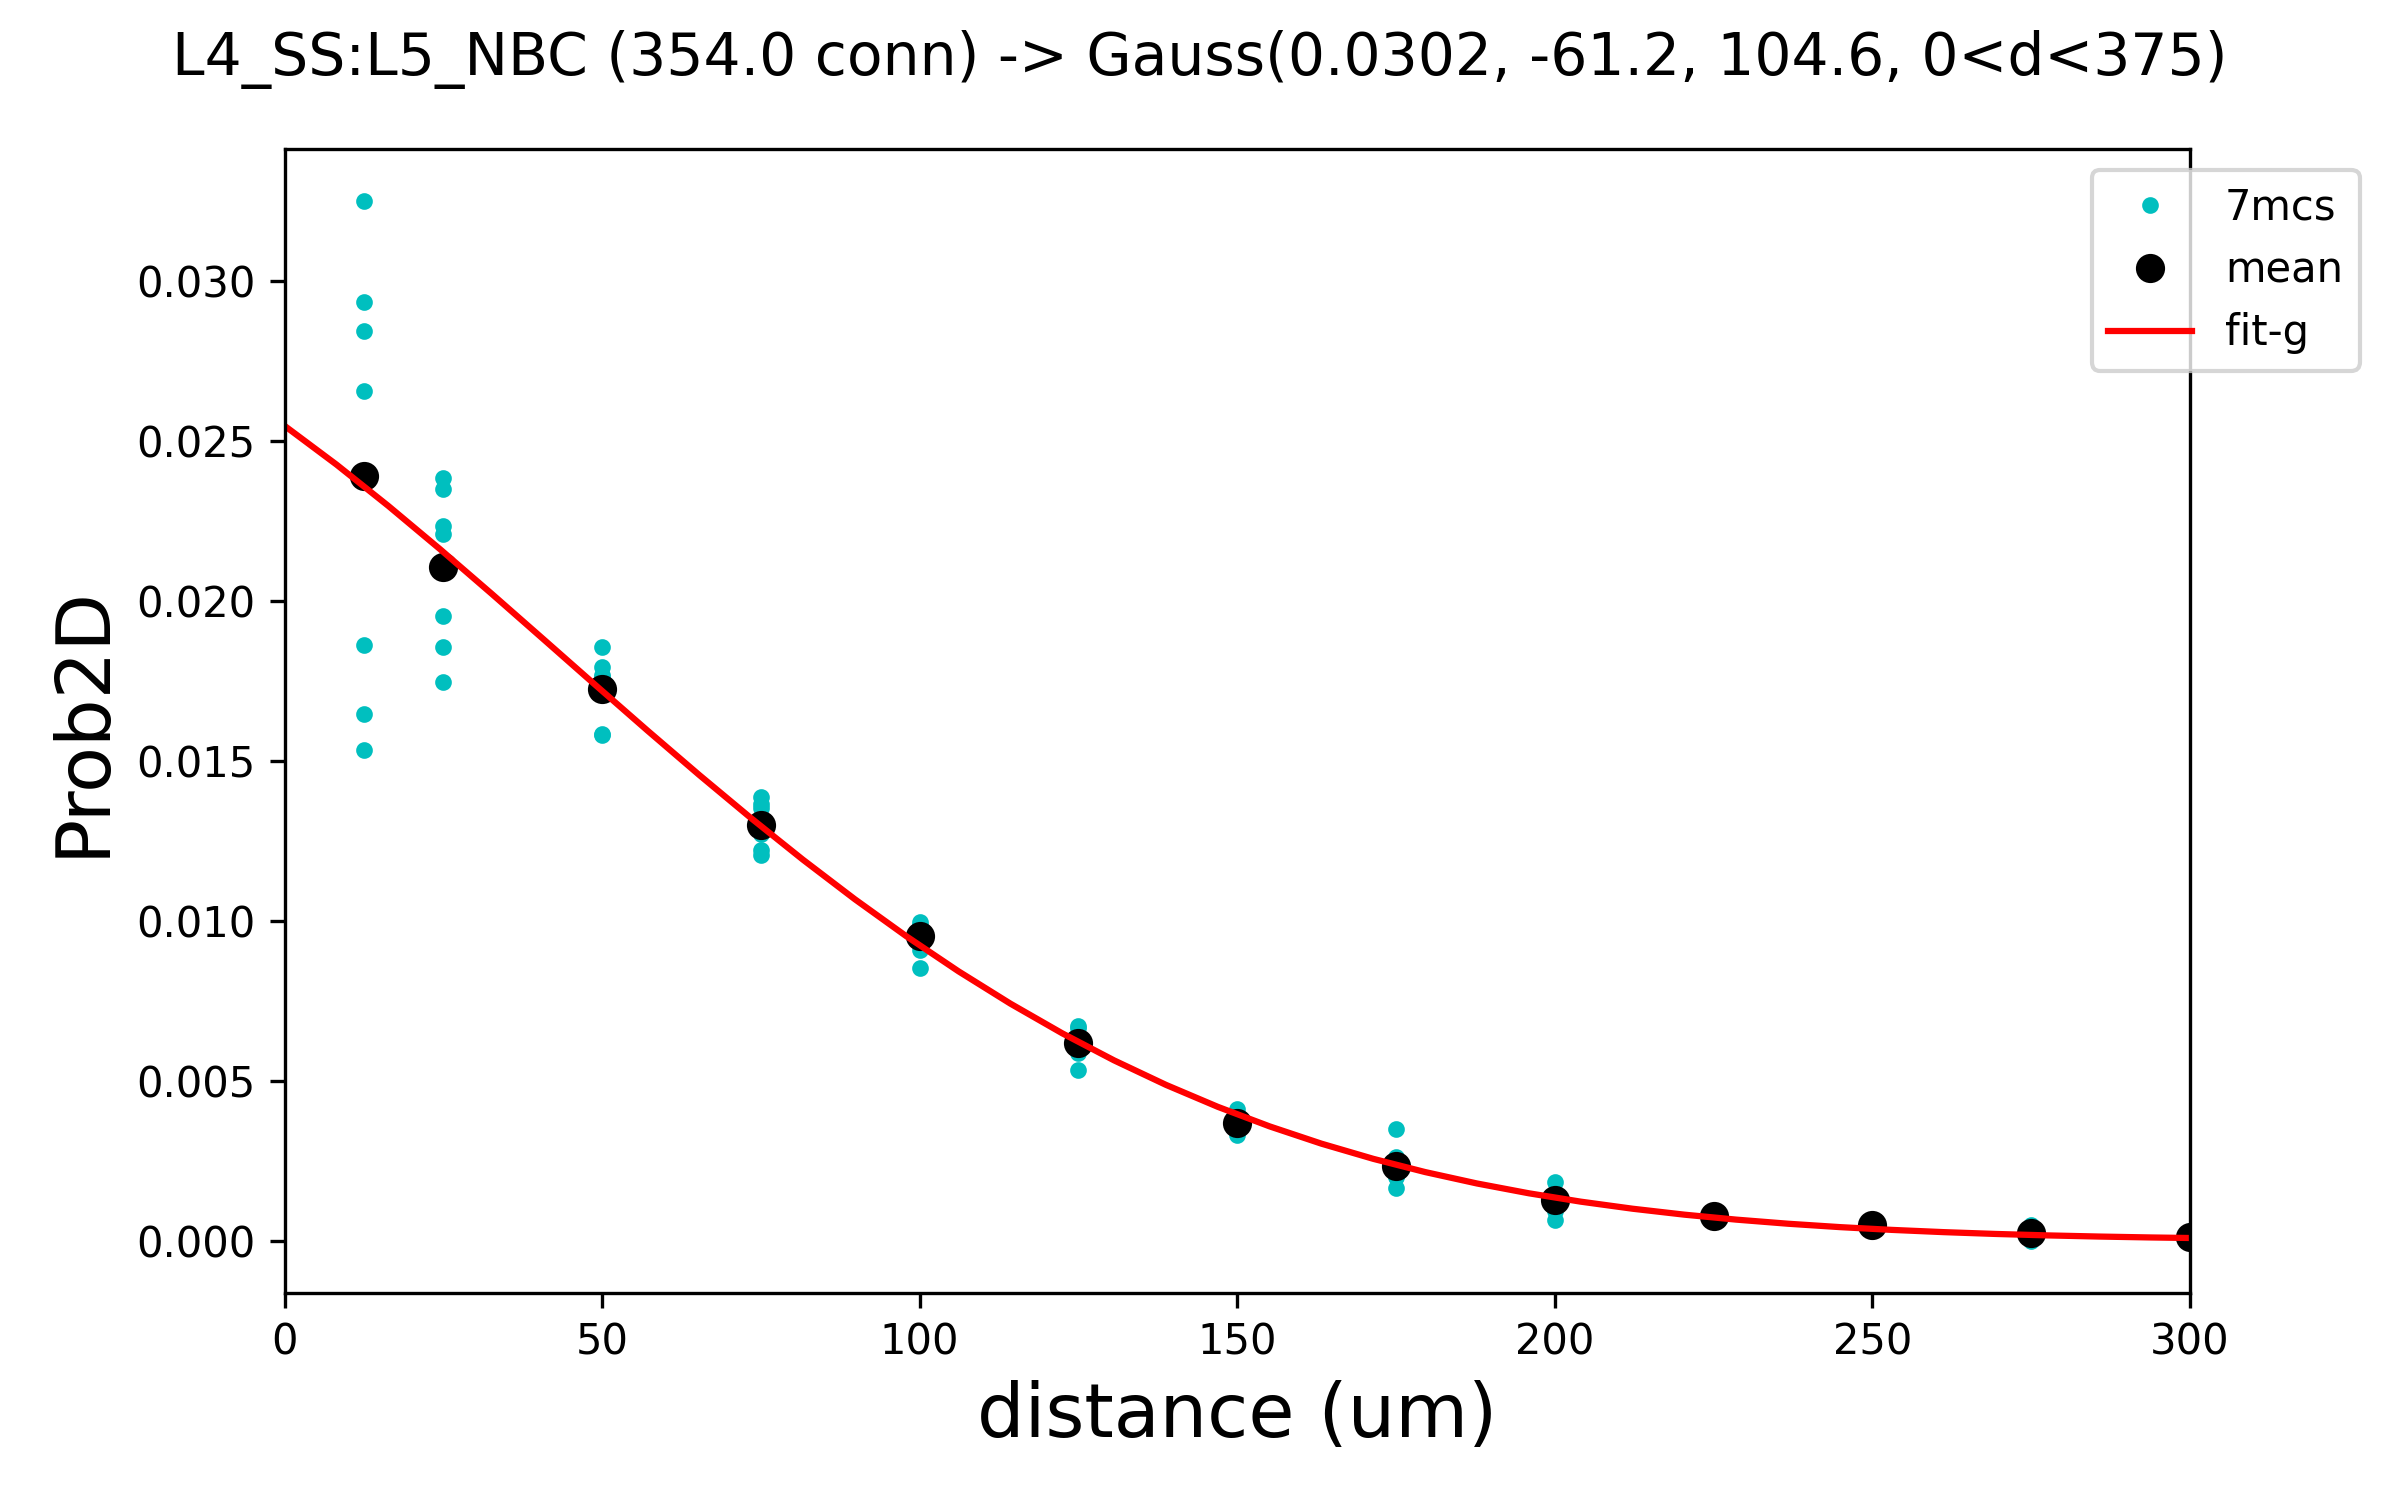 L4_SS:L5_NBC (354.0 conn) -> Gauss(0.0302, -61.2, 104.6, 0<d<375)
7mcs
mean
fit-g
Prob2D
0.030
0.025
0.020
0.015
0.010
0.005
0.000
0 50 100 150 200 250 300
distance (um)